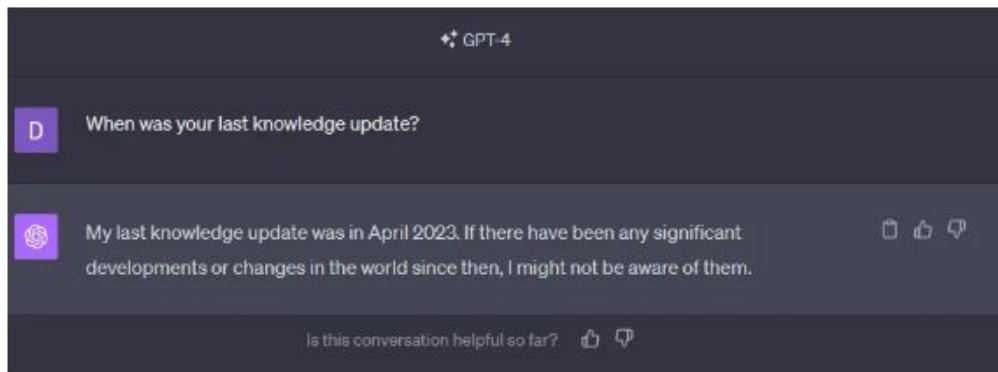 GPT-4
D
When was your last knowledge update?
My last knowledge update was in April 2023. If there have been any significant
developments or changes in the world since then, I might not be aware of them.
Is this conversation helpful so far?